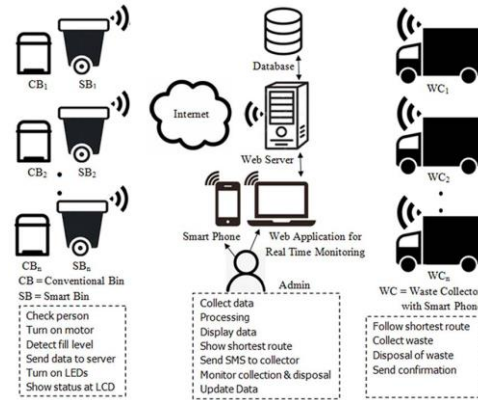 CB₁
SB₁
CB₂
SB₂
CBₙ
SBₙ
CB = Conventional Bin
SB = Smart Bin
Check person
Turn on motor
Detect fill level
Send data to server
Turn on LEDs
Show status at LCD
Database
Internet
Web Server
Smart Phone
Web Application for
Real Time Monitoring
Admin
Collect data
Processing
Display data
Show shortest route
Send SMS to collector
Monitor collection & disposal
Update Data
WC₁
WC₂
WCₙ
WC = Waste Collector
with Smart Phone
Follow shortest route
Collect waste
Disposal of waste
Send confirmation